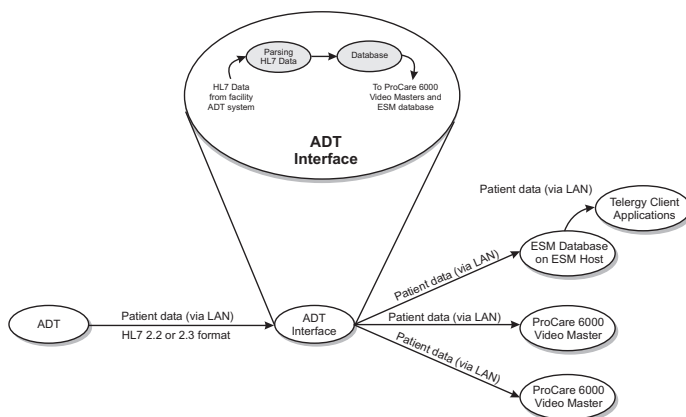 Parsing
HL7 Data
Database
HL7 Data
from facility
ADT system
To ProCare 6000
Video Masters and
ESM database
ADT
Interface
Patient data (via LAN)
Telergy Client
Applications
ESM Database
on ESM Host
Patient data (via LAN)
ADT
Patient data (via LAN)
HL7 2.2 or 2.3 format
ADT
Interface
Patient data (via LAN)
ProCare 6000
Video Master
Patient data (via LAN)
ProCare 6000
Video Master